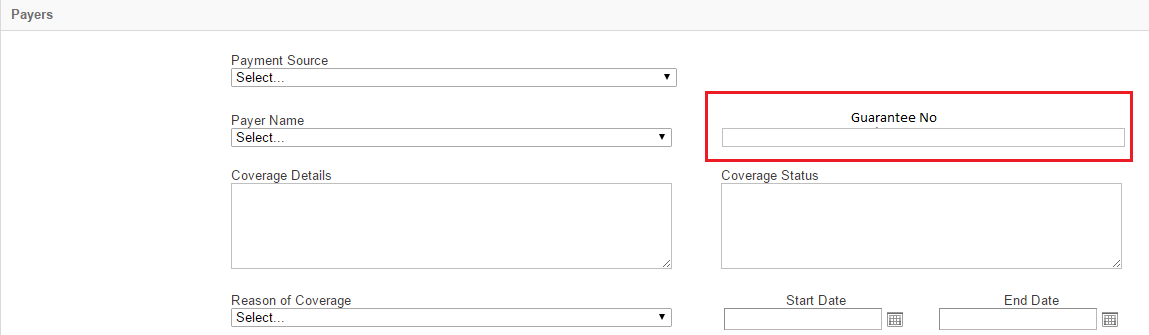 Payers
Payment Source
Select...
Payer Name
Guarantee No
Select...
Coverage Details
Coverage Status
Reason of Coverage
Start Date
End Date
Select...